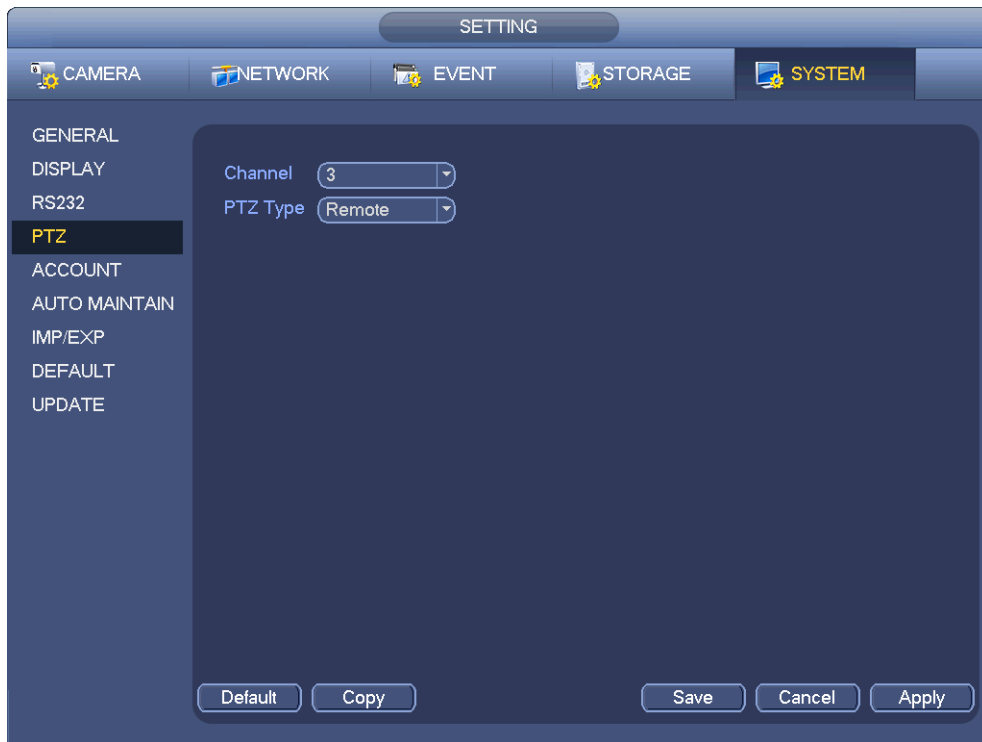 SETTING
CAMERA NETWORK EVENT STORAGE SYSTEM
GENERAL
DISPLAY
RS232
PTZ
ACCOUNT
AUTO MAINTAIN
IMP/EXP
DEFAULT
UPDATE
Channel 3
PTZ Type Remote
Default Copy Save Cancel Apply